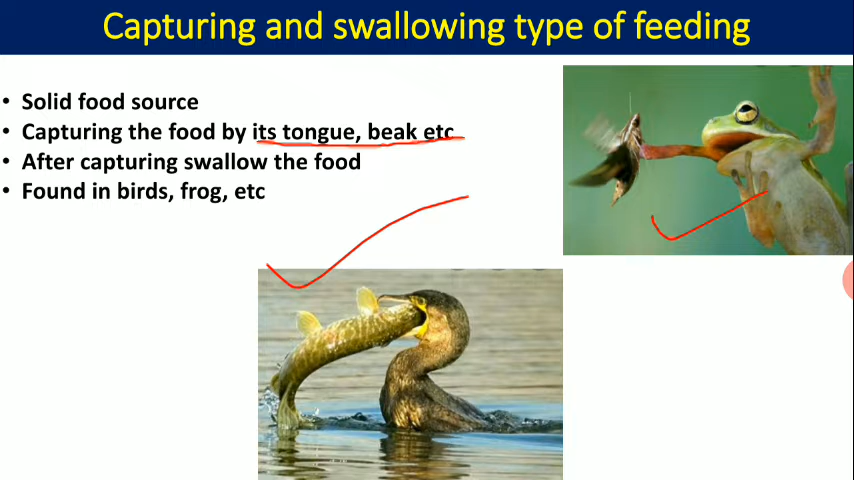 Capturing and swallowing type of feeding
• Solid food source
• Capturing the food by its tongue, beak etc
• After capturing swallow the food
• Found in birds, frog, etc